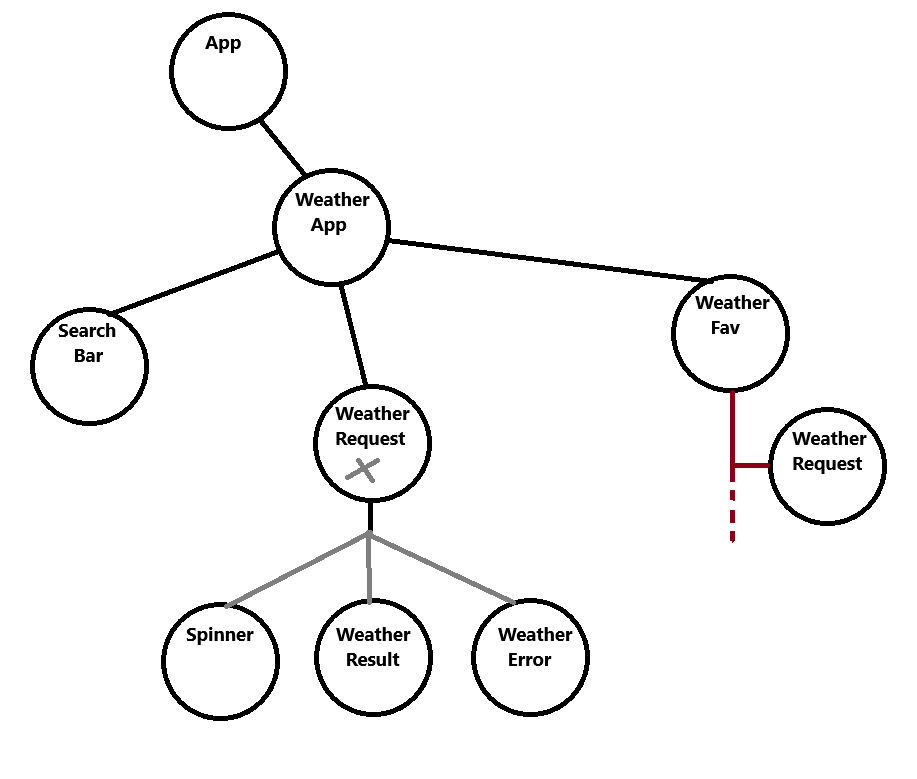 App
Weather
App
Search
Bar
Weather
Fav
Weather
Request
Weather
Request
Spinner
Weather
Result
Weather
Error